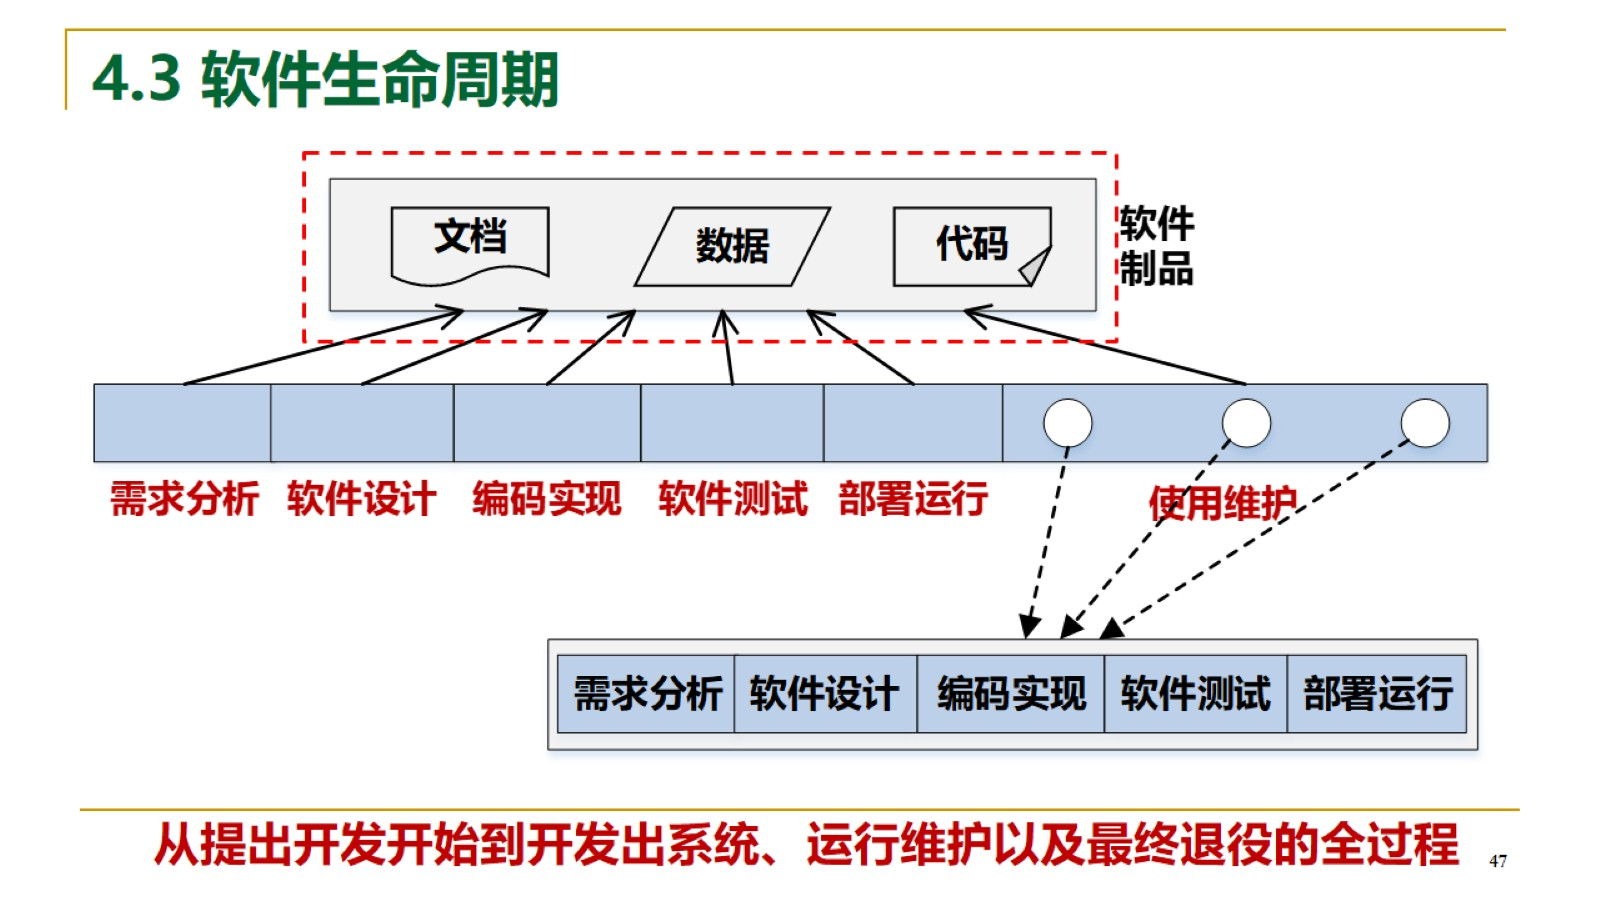 4.3 软件生命周期
文档
数据
代码
软件
制品
需求分析
软件设计
编码实现
软件测试
部署运行
使用维护
需求分析
软件设计
编码实现
软件测试
部署运行
从提出开发开始到开发出系统、运行维护以及最终退役的全过程
47